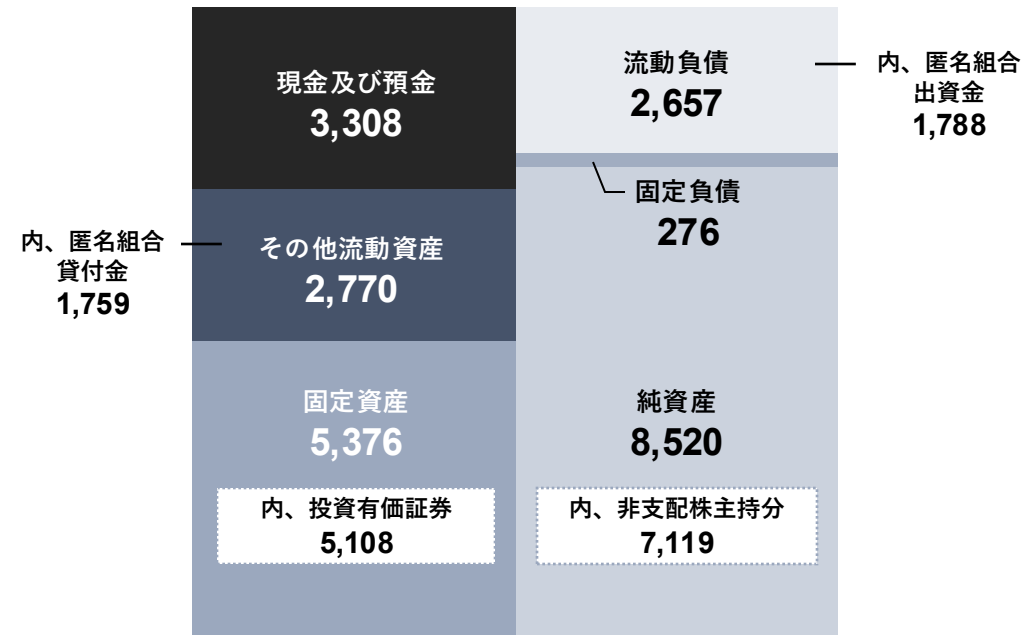 現金及び預金
3,308
内、匿名組合
貸付金
1,759
その他流動資産
2,770
固定資産
5,376
内、投資有価証券
5,108
流動負債
2,657
内、匿名組合
出資金
1,788
固定負債
276
純資産
8,520
内、非支配株主持分
7,119